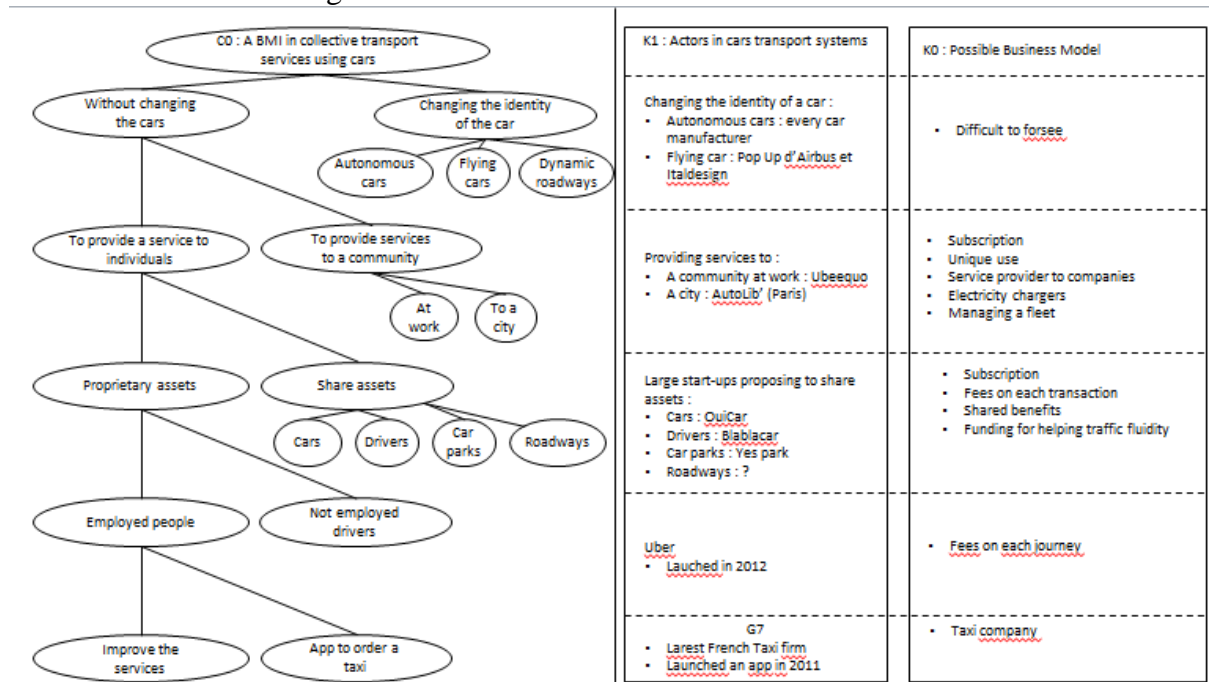 C0 : A BMI in collective transport
services using cars
Without changing
the cars
Changing the identity
of the car
Autonomous
cars
Flying
cars
Dynamic
roadways
To provide a service to
individuals
To provide services
to a community
At
work
To a
city
Proprietary assets
Share assets
Cars
Drivers
Car
parks
Roadways
Employed people
Not employed
drivers
Improve the
services
App to order a
taxi
K1 : Actors in cars transport systems
Changing the identity of a car :
▪ Autonomous cars : every car
manufacturer
▪ Flying car : Pop Up d'Airbus et
Italdesign
Providing services to :
▪ A community at work : Ubeequo
▪ A city : AutoLib' (Paris)
Large start-ups proposing to share
assets :
▪ Cars : OuiCar
▪ Drivers : Blablacar
▪ Car parks : Yes park
▪ Roadways : ?
Uber
▪ Lauched in 2012
G7
▪ Larest French Taxi firm
▪ Launched an app in 2011
K0 : Possible Business Model
▪ Difficult to forsee
▪ Subscription
▪ Unique use
▪ Service provider to companies
▪ Electricity chargers
▪ Managing a fleet
▪ Subscription
▪ Fees on each transaction
▪ Shared benefits
▪ Funding for helping traffic fluidity
▪ Fees on each journey
▪ Taxi company